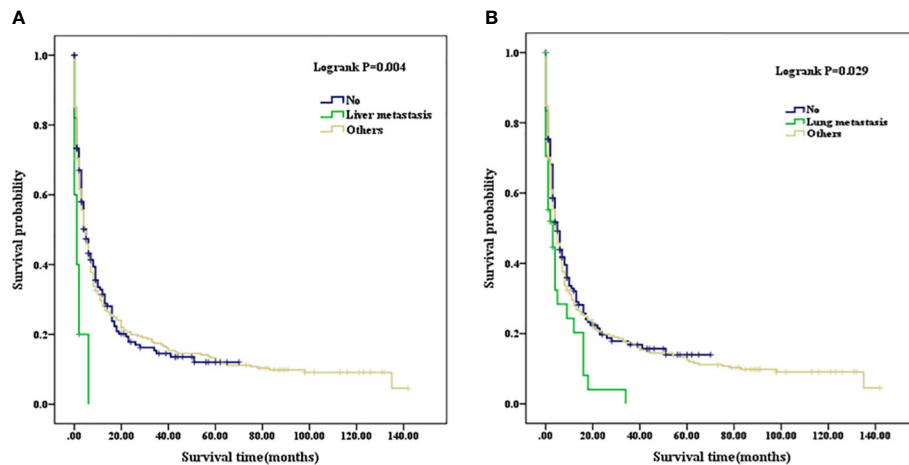 A
Logrank P=0.004
No
Liver metastasis
Others
Survival probability
1.0
0.8
0.6
0.4
0.2
0.0
.00 20.00 40.00 60.00 80.00 100.00 120.00 140.00
Survival time(months)
B
Logrank P=0.029
No
Lung metastasis
Others
Survival probability
1.0
0.8
0.6
0.4
0.2
0.0
.00 20.00 40.00 60.00 80.00 100.00 120.00 140.00
Survival time(months)